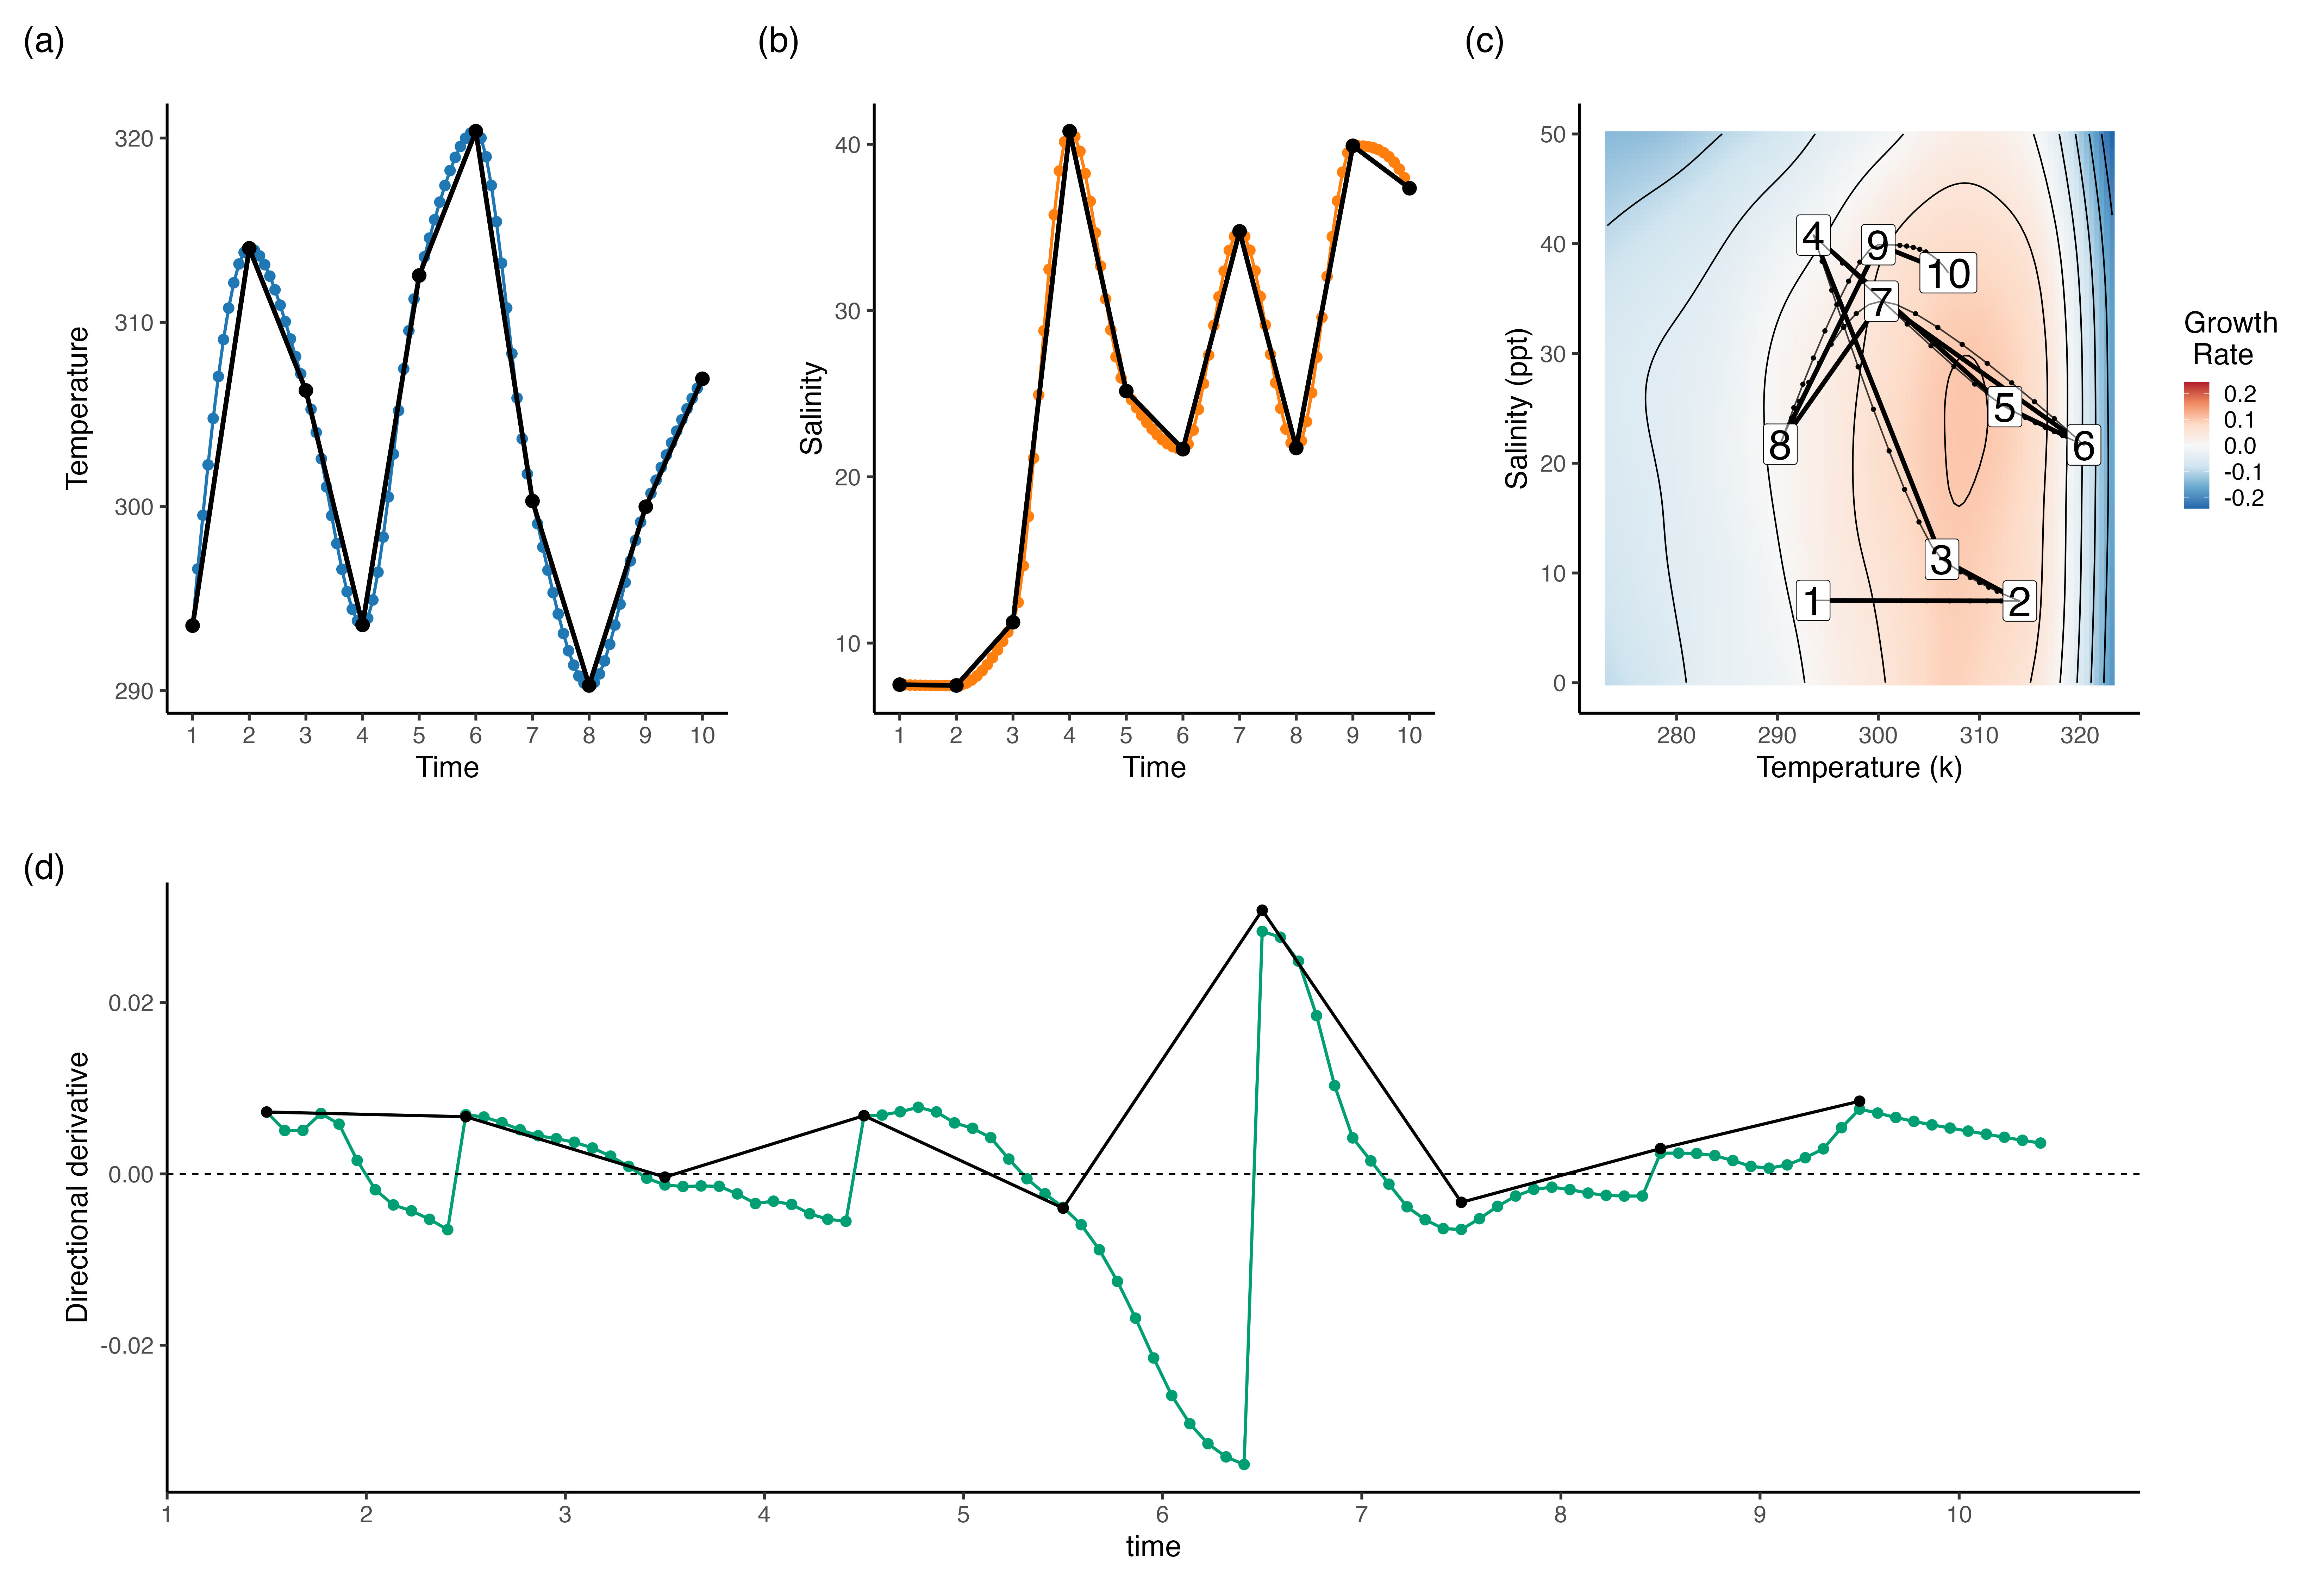 (a)
320
310
300
290
Temperature
1 2 3 4 5 6 7 8 9 10
Time
(b)
40
30
20
10
Salinity
1 2 3 4 5 6 7 8 9 10
Time
(c)
50
40
30
20
10
0
Salinity (ppt)
4
9
10
7
5
8
6
3
1
2
280 290 300 310 320
Temperature (k)
Growth
Rate
0.2
0.1
0.0
-0.1
-0.2
(d)
0.02
0.00
-0.02
Directional derivative
1 2 3 4 5 6 7 8 9 10
time